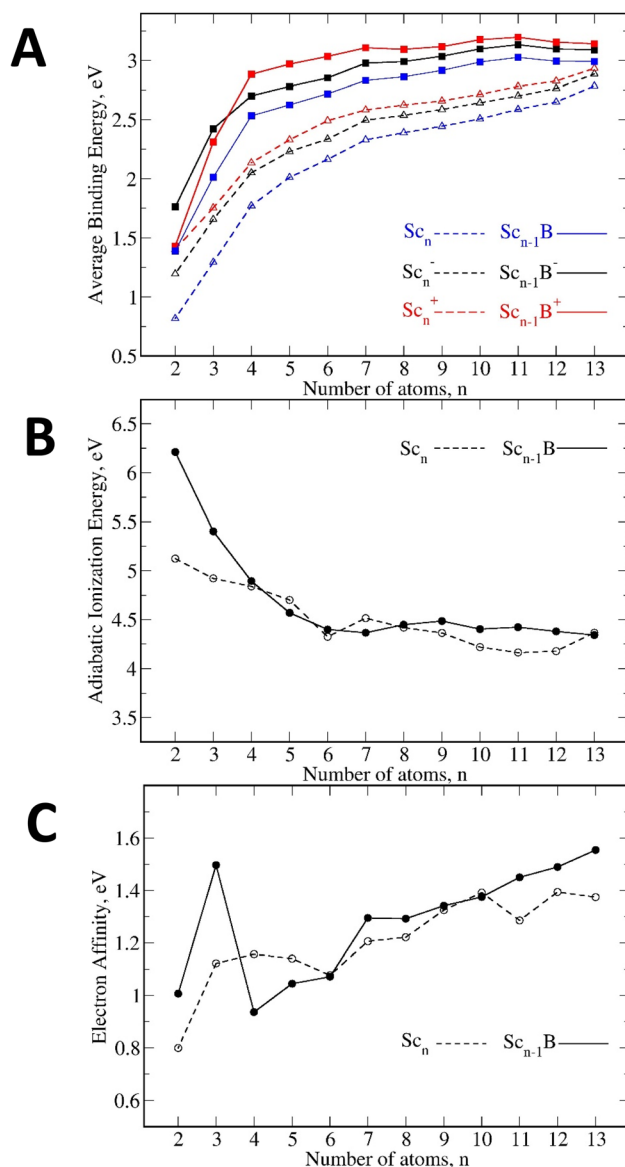 A
Average Binding Energy, eV
3
2.5
2
1.5
1
0.5
Scₙ Scₙ₋₁B
Scₙ⁻ Scₙ₋₁B⁻
Scₙ⁺ Scₙ₋₁B⁺
2 3 4 5 6 7 8 9 10 11 12 13
Number of atoms, n
B
Adiabatic Ionization Energy, eV
6.5
6
5.5
5
4.5
4
3.5
Scₙ Scₙ₋₁B
2 3 4 5 6 7 8 9 10 11 12 13
Number of atoms, n
C
Electron Affinity, eV
1.6
1.4
1.2
1
0.8
0.6
Scₙ Scₙ₋₁B
2 3 4 5 6 7 8 9 10 11 12 13
Number of atoms, n